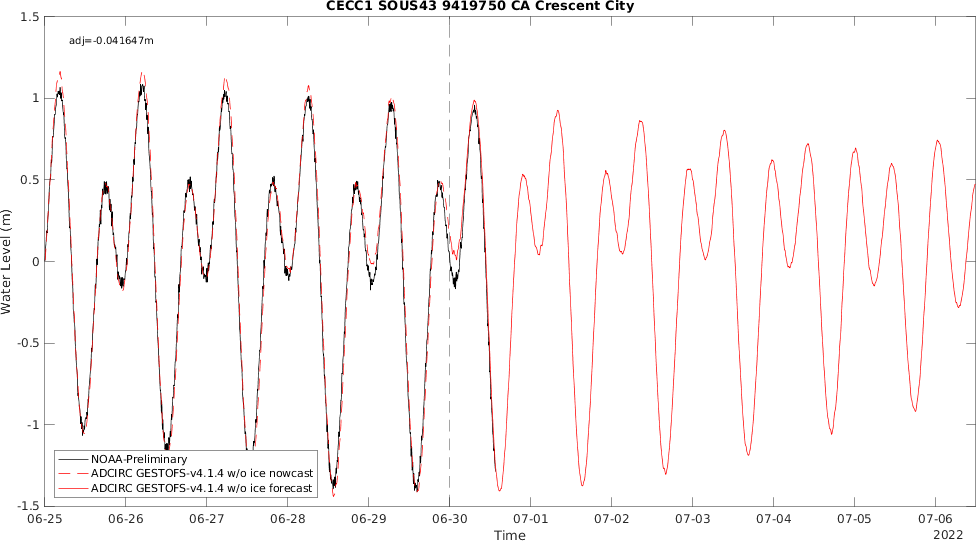 CECC1 SOUS43 9419750 CA Crescent City
adj=-0.041647m
1.5
1
0.5
0
-0.5
-1
-1.5
Water Level (m)
NOAA-Preliminary
ADCIRC GESTOFS-v4.1.4 w/o ice nowcast
ADCIRC GESTOFS-v4.1.4 w/o ice forecast
06-25 06-26 06-27 06-28 06-29 06-30 07-01 07-02 07-03 07-04 07-05 07-06
Time
2022